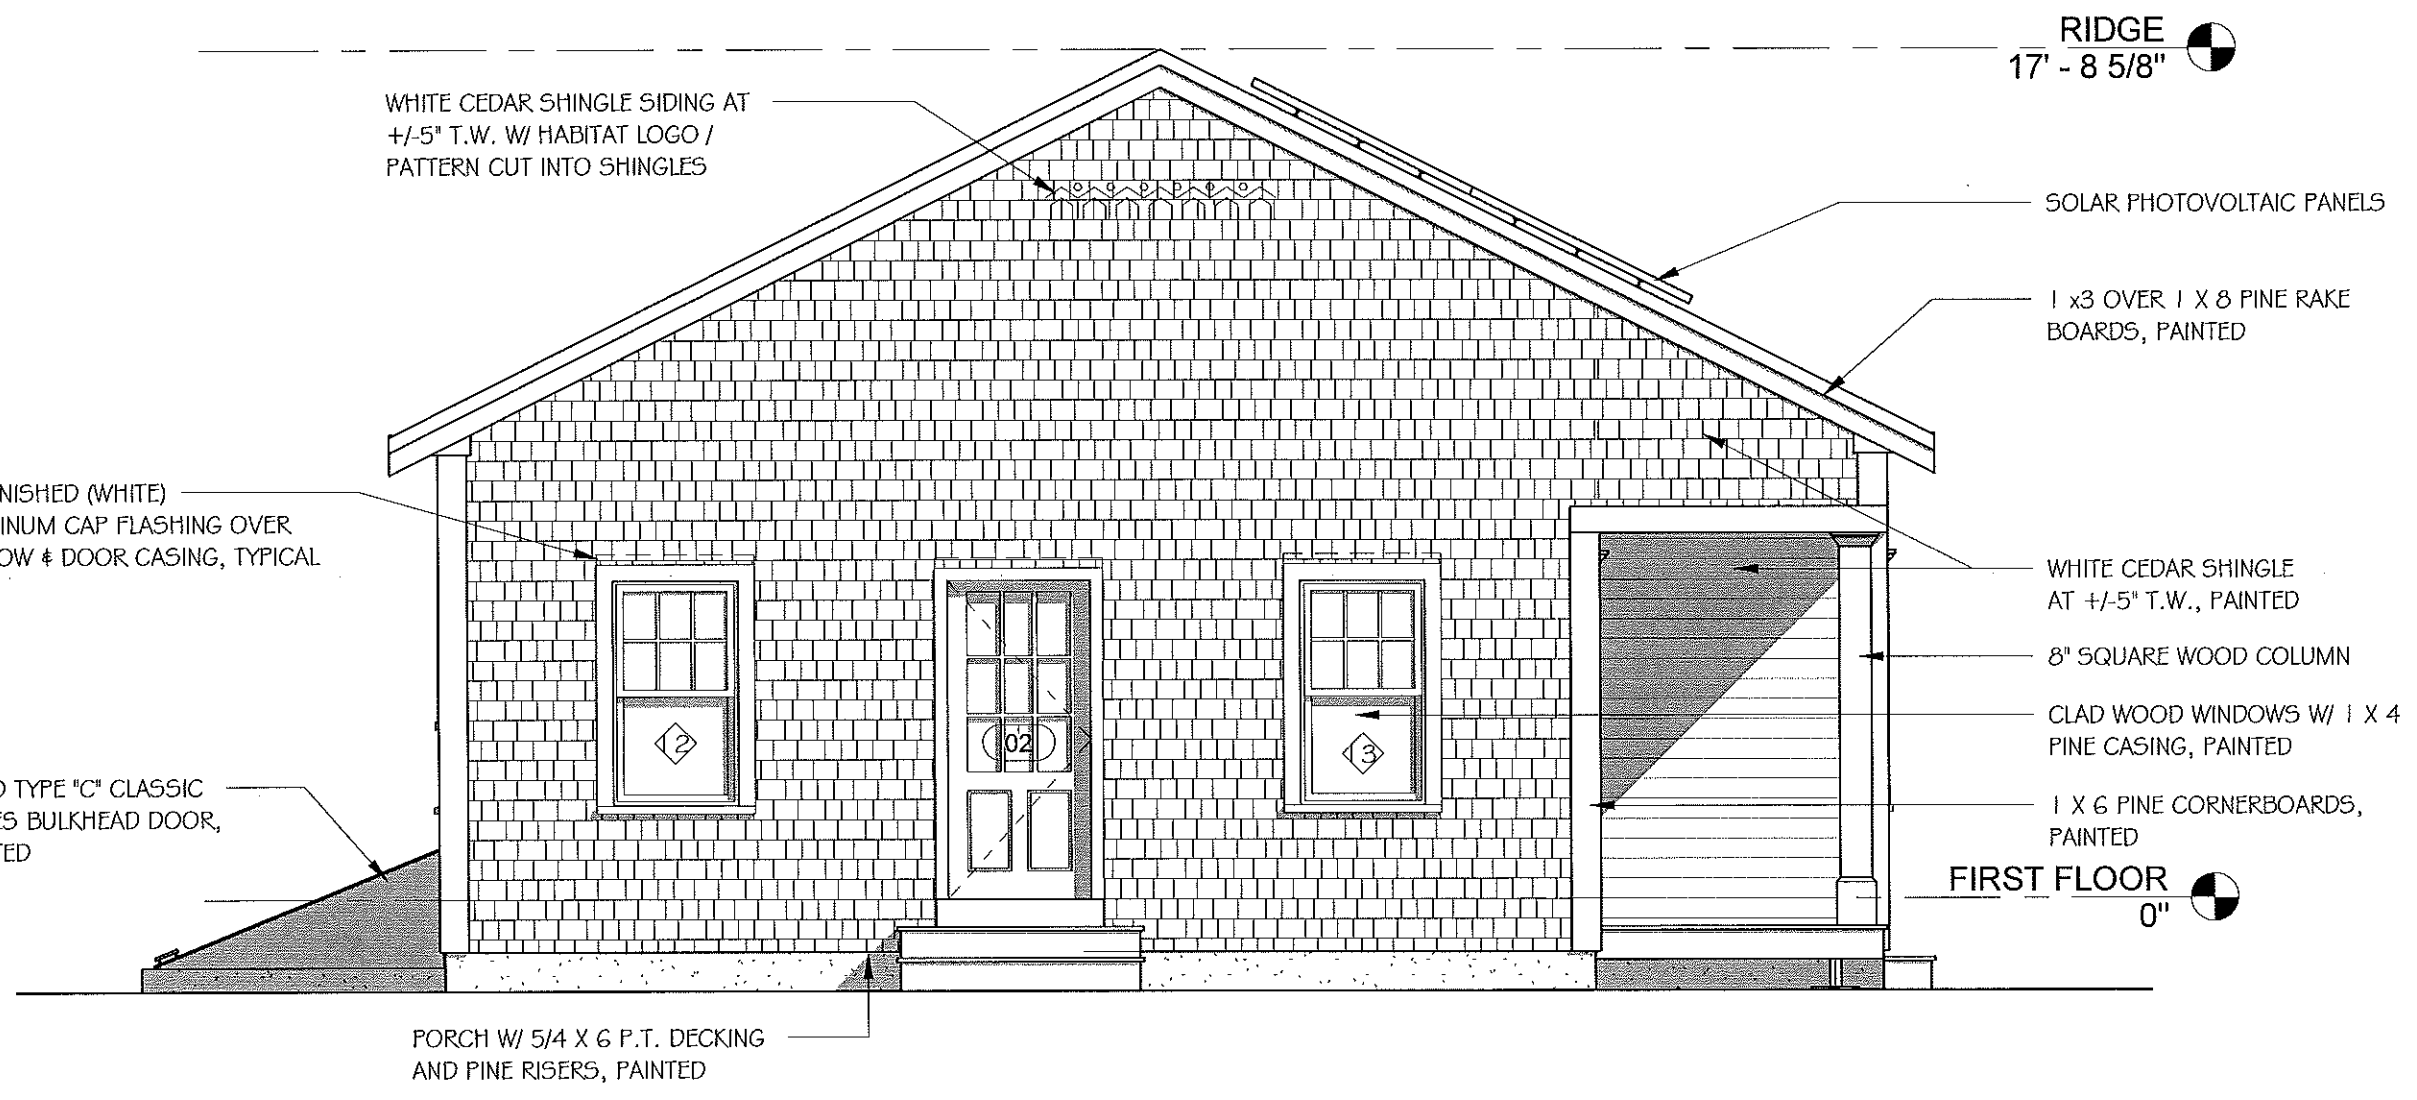 RIDGE
17' - 8 5/8"
WHITE CEDAR SHINGLE SIDING AT
+/-5" T.W. W/ HABITAT LOGO /
PATTERN CUT INTO SHINGLES
SOLAR PHOTOVOLTAIC PANELS
1 x3 OVER 1 X 8 PINE RAKE
BOARDS, PAINTED
NISHED (WHITE)
INUM CAP FLASHING OVER
OW & DOOR CASING, TYPICAL
WHITE CEDAR SHINGLE
AT +/-5" T.W., PAINTED
8" SQUARE WOOD COLUMN
CLAD WOOD WINDOWS W/ 1 X 4
PINE CASING, PAINTED
12
02
13
TYPE "C" CLASSIC
ES BULKHEAD DOOR,
TED
1 X 6 PINE CORNERBOARDS,
PAINTED
FIRST FLOOR
0"
PORCH W/ 5/4 X 6 P.T. DECKING
AND PINE RISERS, PAINTED